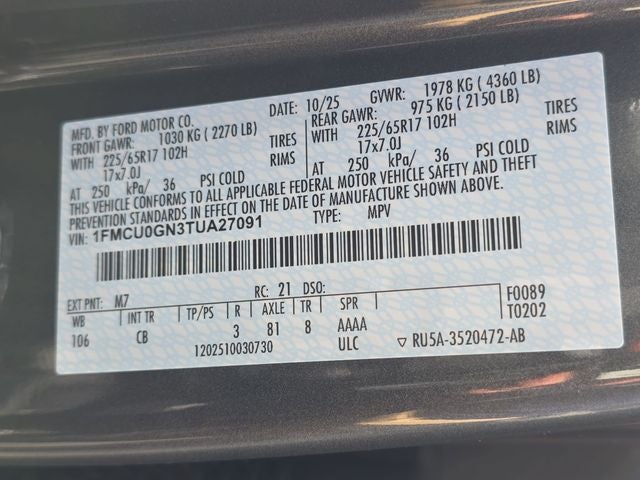 MFD. BY FORD MOTOR CO. DATE: 10/25 GVWR: 1978 KG ( 4360 LB)
FRONT GAWR: 1030 KG ( 2270 LB) REAR GAWR: 975 KG ( 2150 LB)
WITH 225/65R17 102H TIRES WITH 225/65R17 102H TIRES
17x7.0J RIMS 17x7.0J RIMS
AT 250 kPa/ 36 PSI COLD AT 250 kPa/ 36 PSI COLD
THIS VEHICLE CONFORMS TO ALL APPLICABLE FEDERAL MOTOR VEHICLE SAFETY AND THEFT
PREVENTION STANDARDS IN EFFECT ON THE DATE OF MANUFACTURE SHOWN ABOVE.
VIN: 1FMCU0GN3TUA27091 TYPE: MPV
EXT PNT: M7 RC: 21 DSO:
WB INT TR TP/PS R AXLE TR SPR F0089
106 CB 3 81 8 AAAA T0202
1202510030730 ULC ▽ RU5A-3520472-AB